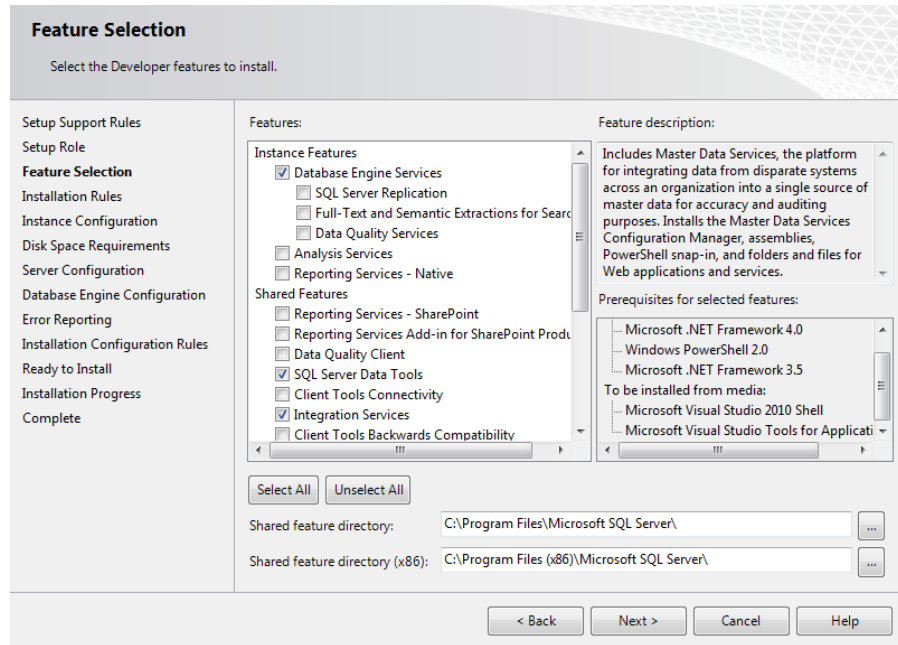 Feature Selection
Select the Developer features to install.
Setup Support Rules
Setup Role
Feature Selection
Installation Rules
Instance Configuration
Disk Space Requirements
Server Configuration
Database Engine Configuration
Error Reporting
Installation Configuration Rules
Ready to Install
Installation Progress
Complete
Features:
Instance Features
Database Engine Services
SQL Server Replication
Full-Text and Semantic Extractions for Searc
Data Quality Services
Analysis Services
Reporting Services - Native
Shared Features
Reporting Services - SharePoint
Reporting Services Add-in for SharePoint Produ
Data Quality Client
SQL Server Data Tools
Client Tools Connectivity
Integration Services
Client Tools Backwards Compatibility
Feature description:
Includes Master Data Services, the platform
for integrating data from disparate systems
across an organization into a single source of
master data for accuracy and auditing
purposes. Installs the Master Data Services
Configuration Manager, assemblies,
PowerShell snap-in, and folders and files for
Web applications and services.
Prerequisites for selected features:
Microsoft .NET Framework 4.0
Windows PowerShell 2.0
Microsoft .NET Framework 3.5
To be installed from media:
Microsoft Visual Studio 2010 Shell
Microsoft Visual Studio Tools for Applicati
Select All
Unselect All
Shared feature directory:
C:\Program Files\Microsoft SQL Server\
...
Shared feature directory (x86):
C:\Program Files (x86)\Microsoft SQL Server\
...
< Back
Next >
Cancel
Help